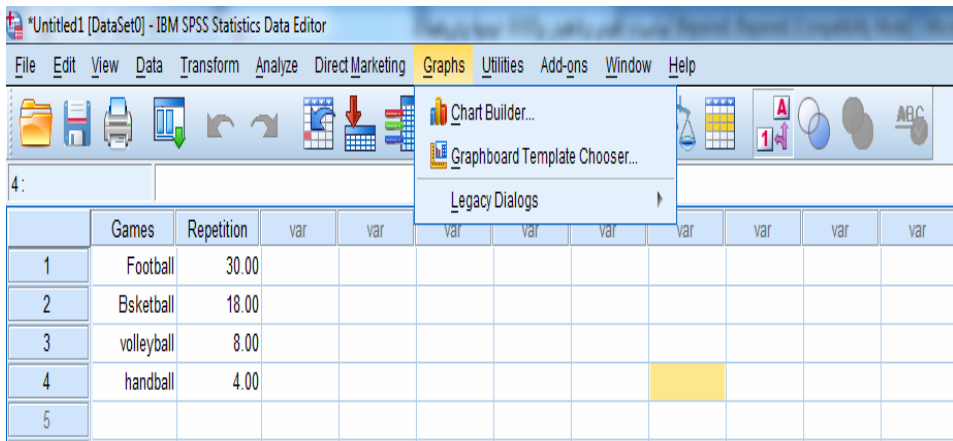 *Untitled1 [DataSet0] - IBM SPSS Statistics Data Editor
File Edit View Data Transform Analyze Direct Marketing Graphs Utilities Add-ons Window Help
Chart Builder...
A
1
ABC
Graphboard Template Chooser...
4 :
Legacy Dialogs
Games Repetition var var var var var var var var var
1 Football 30.00
2 Bsketball 18.00
3 volleyball 8.00
4 handball 4.00
5